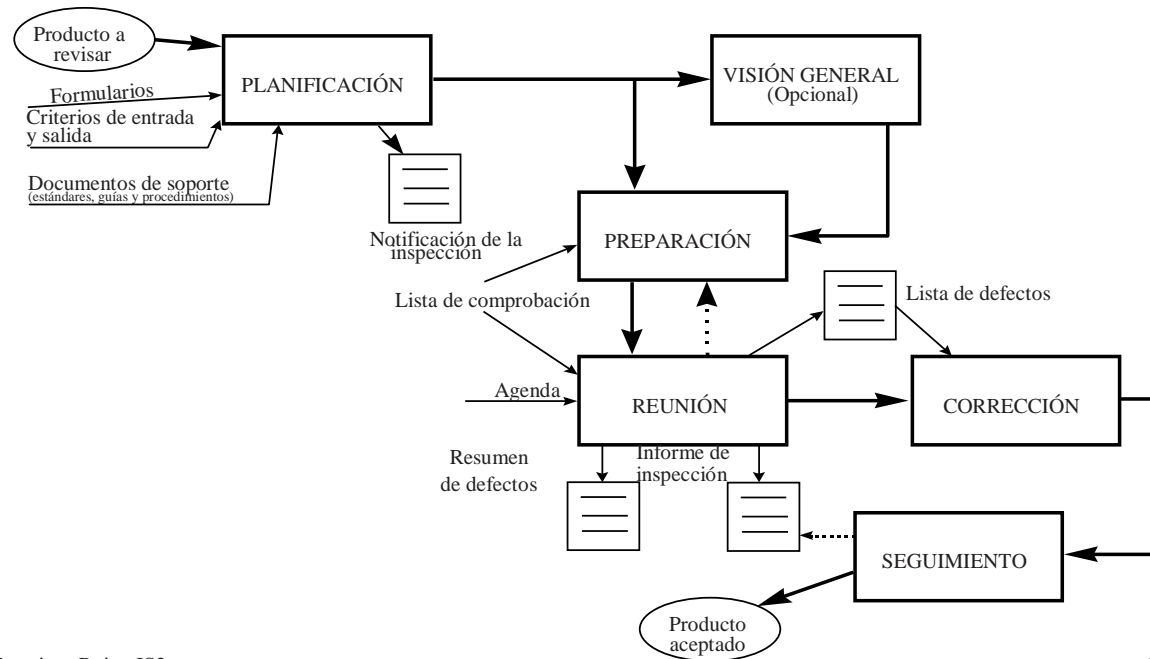 Producto a
revisar
PLANIFICACIÓN
VISIÓN GENERAL
(Opcional)
Formularios
Criterios de entrada
y salida
Documentos de soporte
(estándares, guías y procedimientos)
Notificación de la
inspección
PREPARACIÓN
Lista de comprobación
Lista de defectos
Agenda
REUNIÓN
CORRECCIÓN
Resumen
de defectos
Informe de
inspección
SEGUIMIENTO
Producto
aceptado